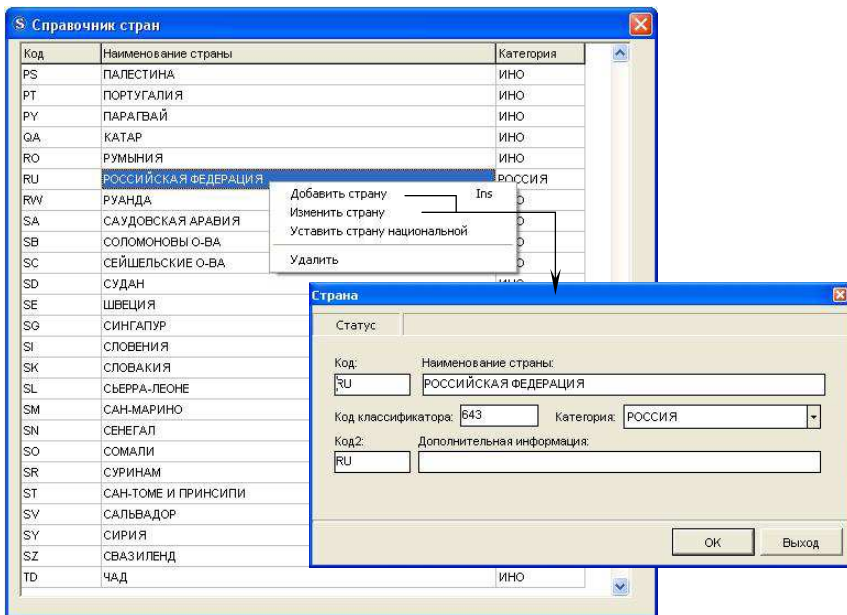 S Справочник стран
Код Наименование страны Категория
PS ПАЛЕСТИНА ИНО
PT ПОРТУГАЛИЯ ИНО
PY ПАРАГВАЙ ИНО
QA КАТАР ИНО
RO РУМЫНИЯ ИНО
RU РОССИЙСКАЯ ФЕДЕРАЦИЯ РОССИЯ
RW РУАНДА
SA САУДОВСКАЯ АРАВИЯ
SB СОЛОМОНОВЫ О-ВА
SC СЕЙШЕЛЬСКИЕ О-ВА
SD СУДАН
SE ШВЕЦИЯ
SG СИНГАПУР
SI СЛОВЕНИЯ
SK СЛОВАКИЯ
SL СЬЕРРА-ЛЕОНЕ
SM САН-МАРИНО
SN СЕНЕГАЛ
SO СОМАЛИ
SR СУРИНАМ
ST САН-ТОМЕ И ПРИНСИПИ
SV САЛЬВАДОР
SY СИРИЯ
SZ СВАЗИЛЕНД
TD ЧАД ИНО
Добавить страну Ins
Изменить страну
Уставить страну национальной
Удалить
Страна
Статус
Код: Наименование страны:
RU РОССИЙСКАЯ ФЕДЕРАЦИЯ
Код классификатора: 643 Категория: РОССИЯ
Код2: Дополнительная информация:
RU
OK Выход